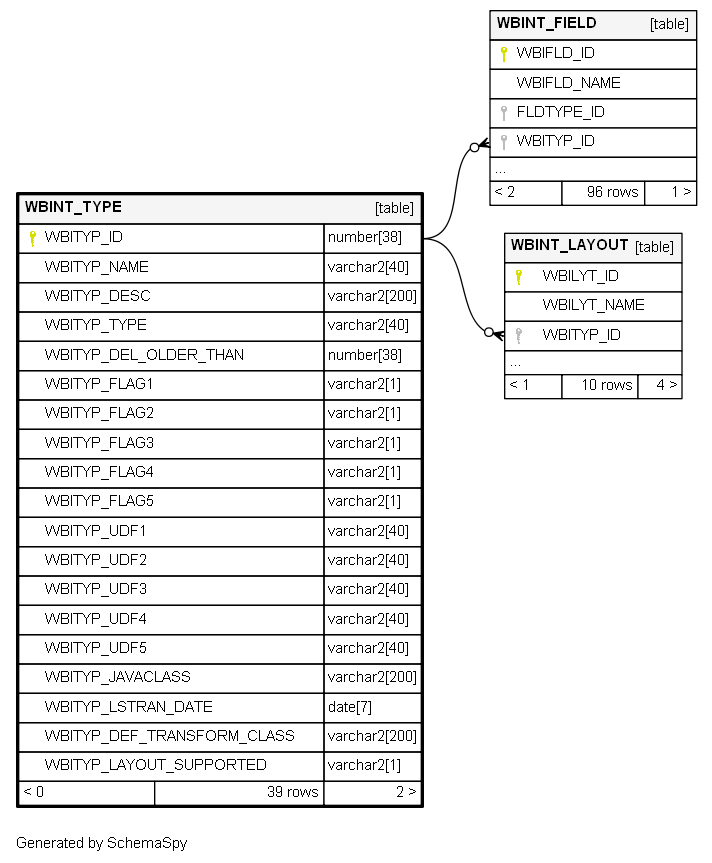 WBINT_FIELD [table]
WBIFLD_ID
WBIFLD_NAME
FLDTYPE_ID
WBITYP_ID
...
< 2 96 rows 1 >
WBINT_LAYOUT [table]
WBILYT_ID
WBILYT_NAME
WBITYP_ID
...
< 1 10 rows 4 >
WBINT_TYPE [table]
WBITYP_ID number[38]
WBITYP_NAME varchar2[40]
WBITYP_DESC varchar2[200]
WBITYP_TYPE varchar2[40]
WBITYP_DEL_OLDER_THAN number[38]
WBITYP_FLAG1 varchar2[1]
WBITYP_FLAG2 varchar2[1]
WBITYP_FLAG3 varchar2[1]
WBITYP_FLAG4 varchar2[1]
WBITYP_FLAG5 varchar2[1]
WBITYP_UDF1 varchar2[40]
WBITYP_UDF2 varchar2[40]
WBITYP_UDF3 varchar2[40]
WBITYP_UDF4 varchar2[40]
WBITYP_UDF5 varchar2[40]
WBITYP_JAVACLASS varchar2[200]
WBITYP_LSTRAN_DATE date[7]
WBITYP_DEF_TRANSFORM_CLASS varchar2[200]
WBITYP_LAYOUT_SUPPORTED varchar2[1]
< 0 39 rows 2 >
Generated by SchemaSpy